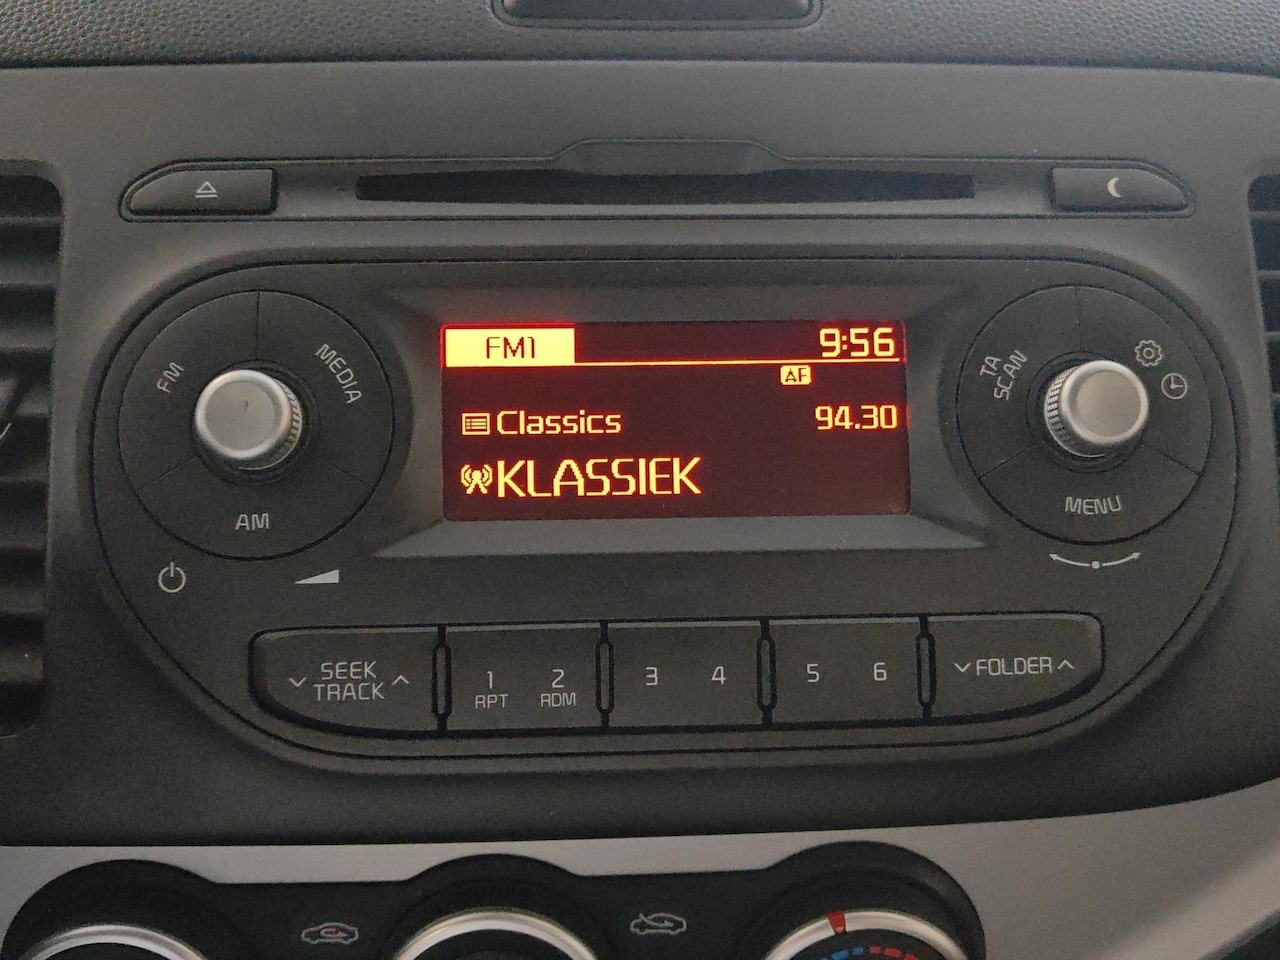 FM1 9:56
AF
Classics 94.30
KLASSIEK
FM
MEDIA
AM
TA
SCAN
MENU
SEEK
TRACK
1
RPT
2
RDM
3
4
5
6
FOLDER